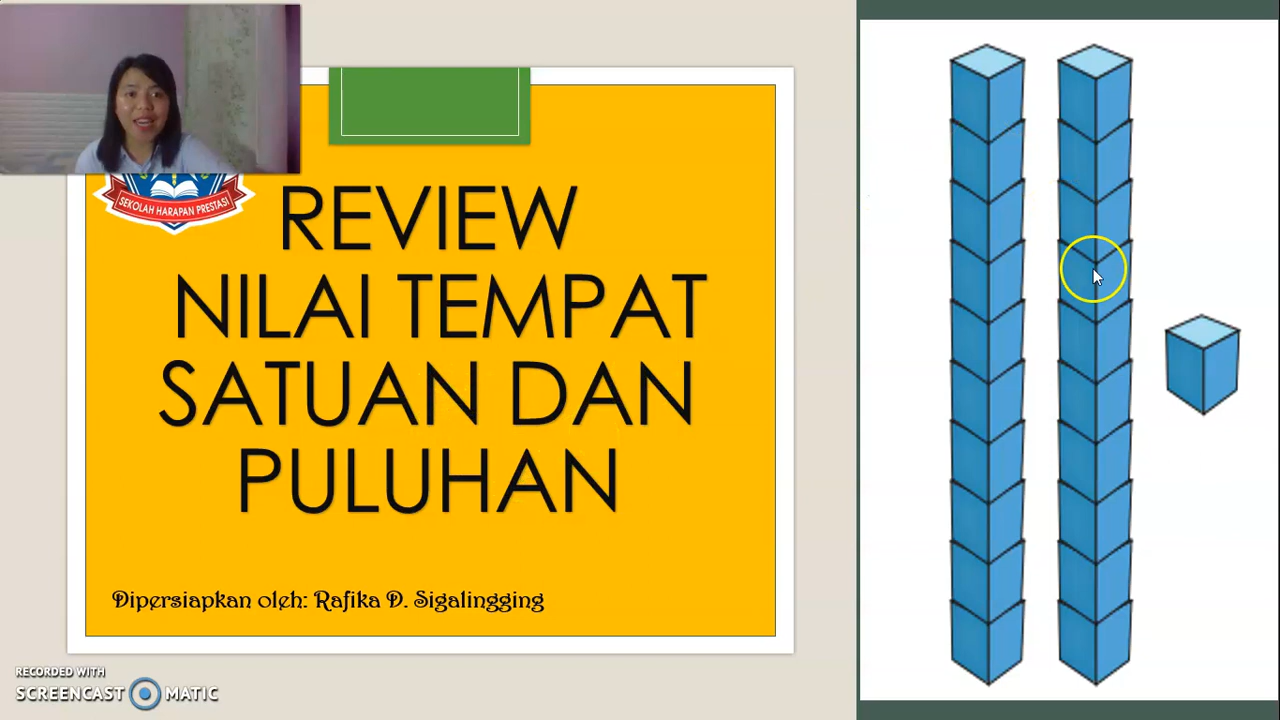 SEKOLAH HARAPAN PRESTASI
REVIEW
NILAI TEMPAT
SATUAN DAN
PULUHAN
Dipersiapkan oleh: Rafika D. Sigalingging
RECORDED WITH
SCREENCAST MATIC